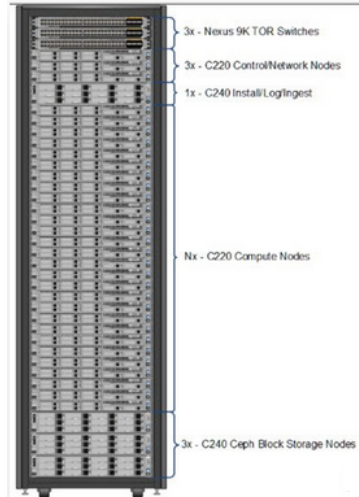 3x - Nexus 9K TOR Switches
3x - C220 Control/Network Nodes
1x - C240 Install/Log/Ingest
Nx - C220 Compute Nodes
3x - C240 Ceph Block Storage Nodes